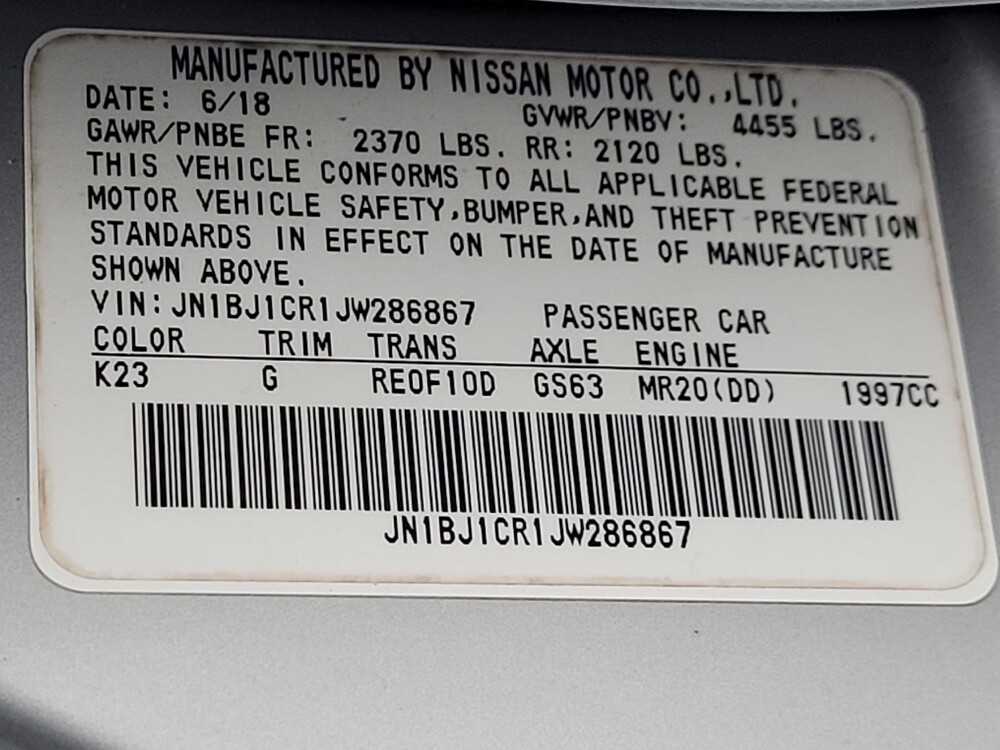 MANUFACTURED BY NISSAN MOTOR CO.,LTD.
DATE: 6/18 GVWR/PNBV: 4455 LBS.
GAWR/PNBE FR: 2370 LBS. RR: 2120 LBS.
THIS VEHICLE CONFORMS TO ALL APPLICABLE FEDERAL
MOTOR VEHICLE SAFETY,BUMPER,AND THEFT PREVENTION
STANDARDS IN EFFECT ON THE DATE OF MANUFACTURE
SHOWN ABOVE.
VIN:JN1BJ1CR1JW286867 PASSENGER CAR
COLOR TRIM TRANS AXLE ENGINE
K23 G RE0F10D GS63 MR20(DD) 1997CC
JN1BJ1CR1JW286867